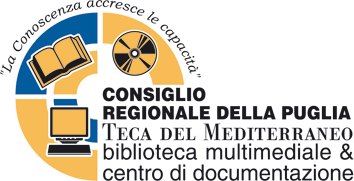 "La Conoscenza accresce le capacità"
CONSIGLIO
REGIONALE DELLA PUGLIA
TECA DEL MEDITERRANEO
biblioteca multimediale &
centro di documentazione